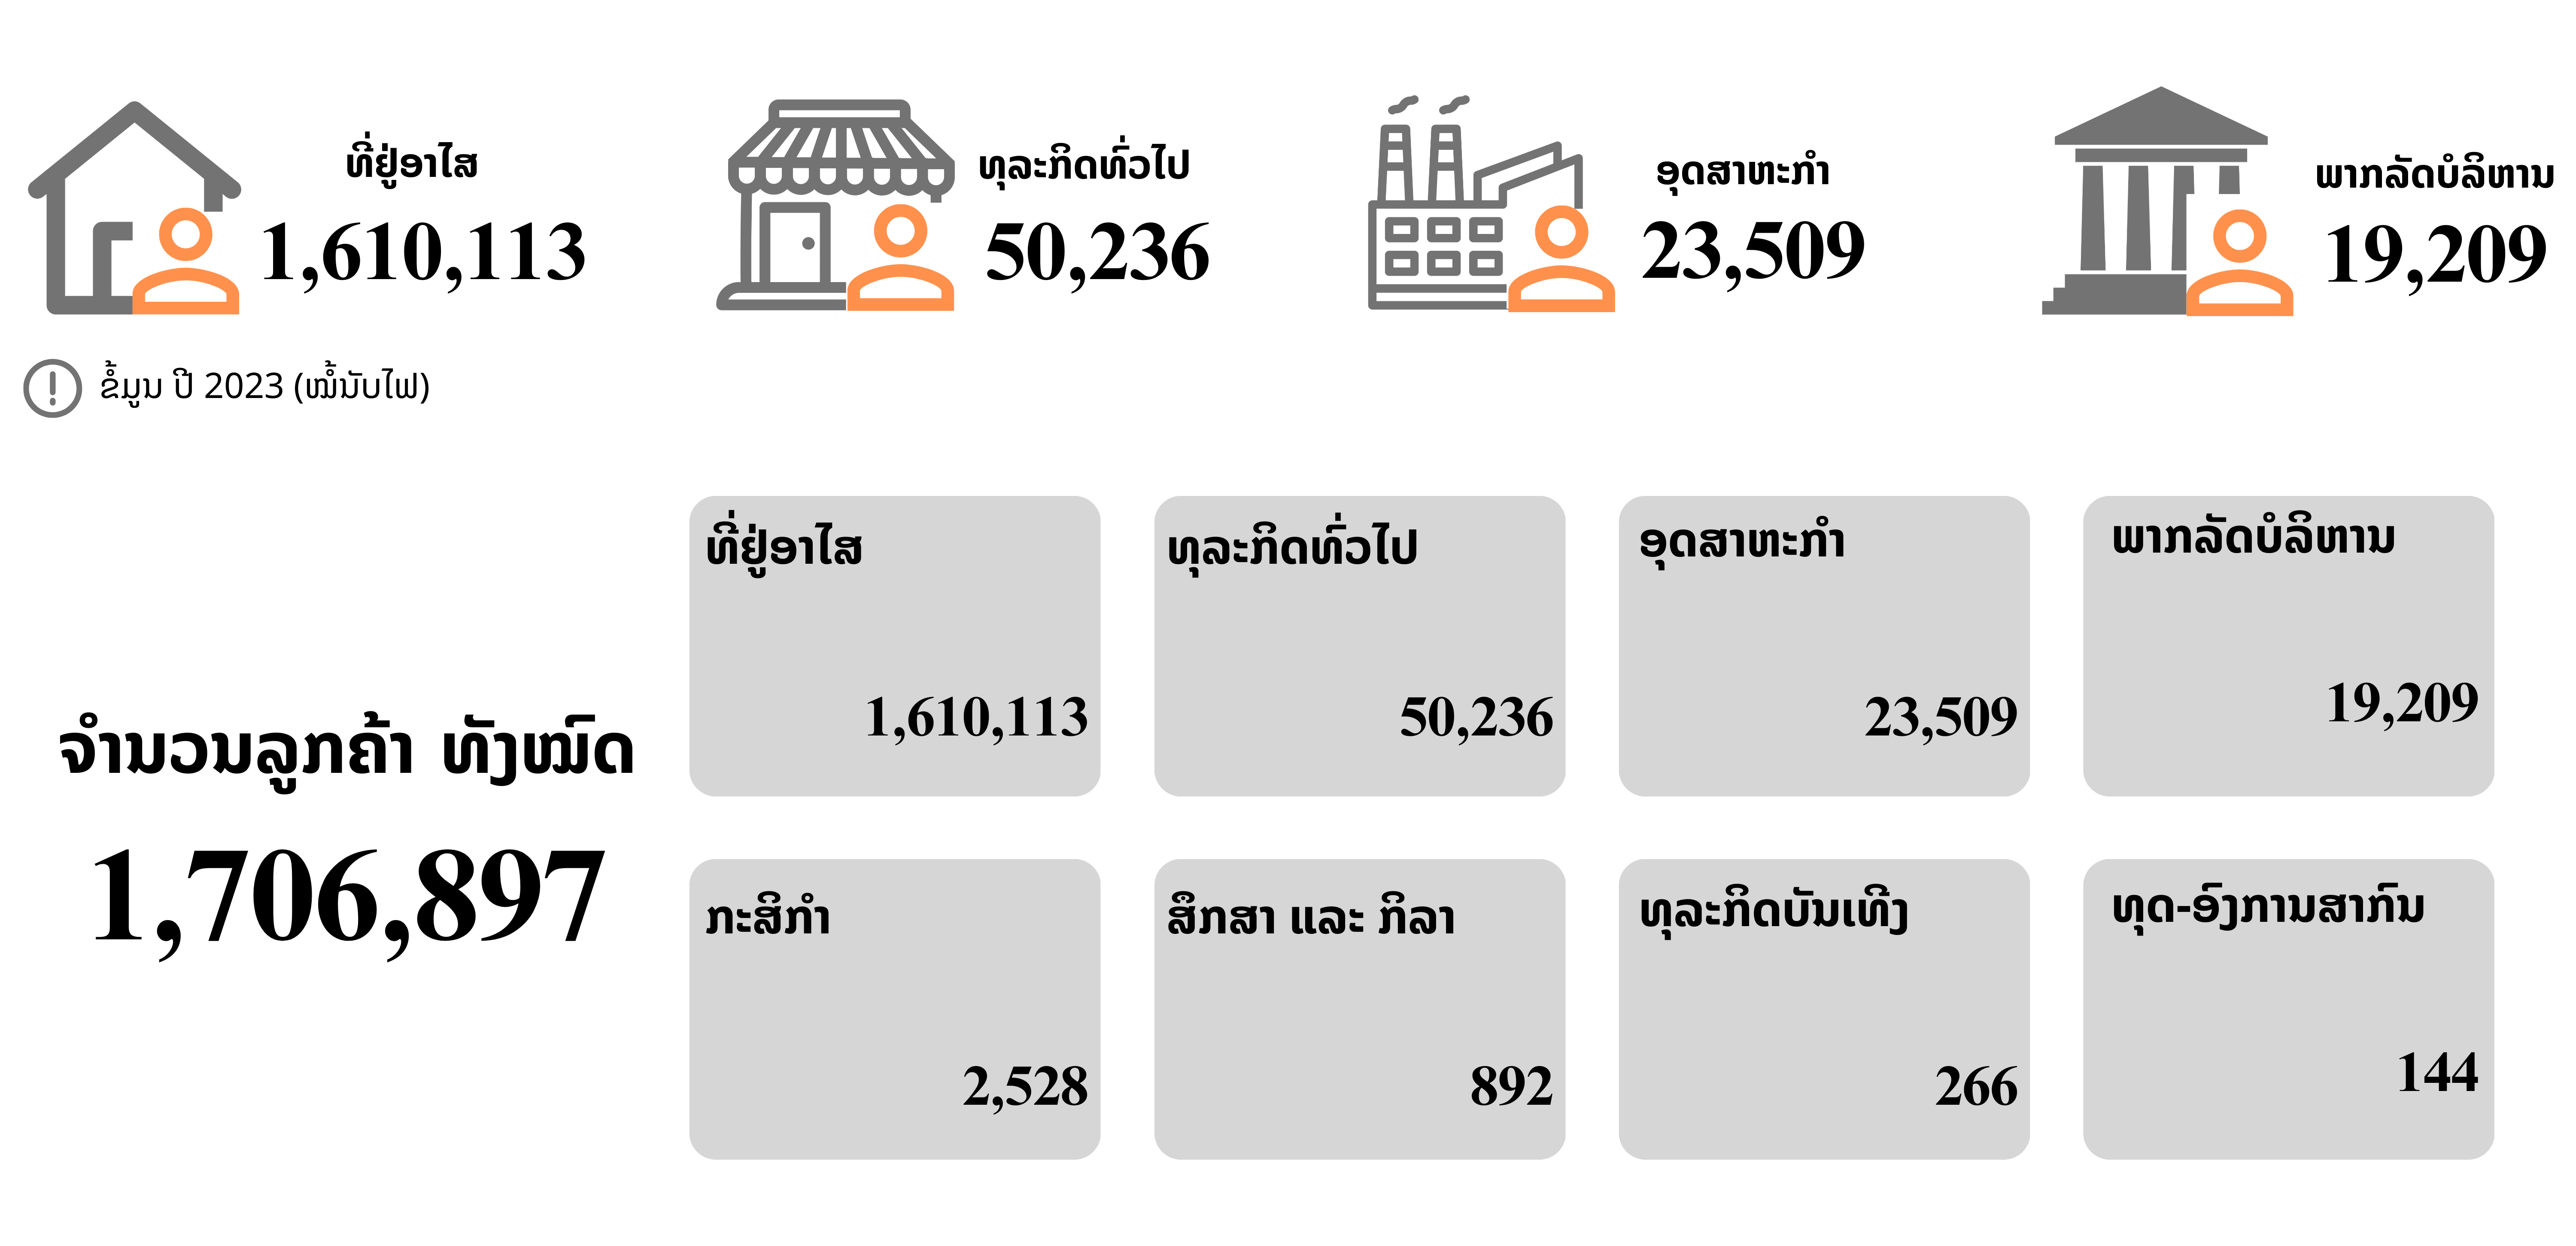 ທີ່ຢູ່ອາໄສ
1,610,113
ທຸລະກິດທົ່ວໄປ
50,236
ອຸດສາຫະກຳ
23,509
ພາກລັດບໍລິຫານ
19,209
ຂໍ້ມູນ ປີ 2023 (ໝໍ້ນັບໄຟ)
ຈຳນວນລູກຄ້າ ທັງໝົດ
1,706,897
ທີ່ຢູ່ອາໄສ
1,610,113
ທຸລະກິດທົ່ວໄປ
50,236
ອຸດສາຫະກຳ
23,509
ພາກລັດບໍລິຫານ
19,209
ກະສິກຳ
2,528
ສຶກສາ ແລະ ກິລາ
892
ທຸລະກິດບັນເທີງ
266
ທຸດ-ອົງການສາກົນ
144